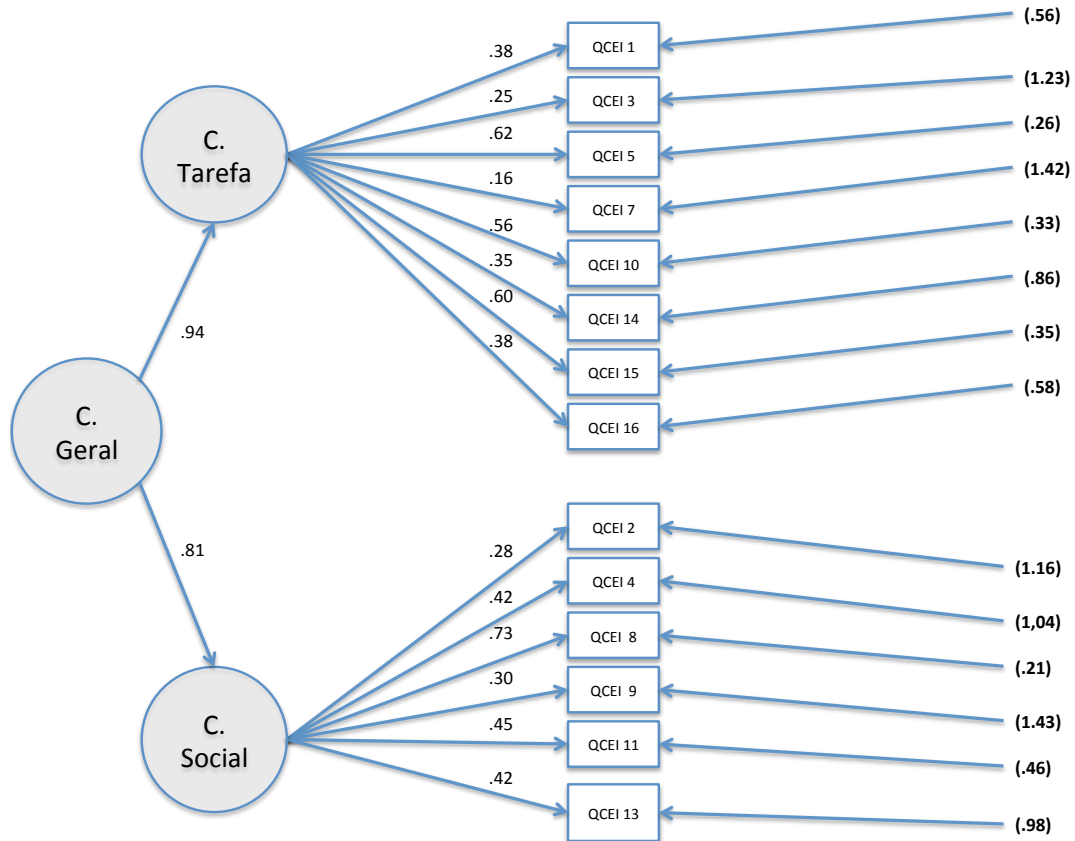 (.56)
.38
QCEI 1
.25
(1.23)
QCEI 3
.62
(.26)
C.
Tarefa
QCEI 5
.16
(1.42)
QCEI 7
.56
(.33)
QCEI 10
.35
(.86)
QCEI 14
.60
(.35)
.38
QCEI 15
.94
(.58)
QCEI 16
C.
Geral
.81
.28
QCEI 2
(1.16)
.42
QCEI 4
(1,04)
.73
QCEI 8
(.21)
.30
QCEI 9
(1.43)
.45
C.
Social
QCEI 11
(.46)
.42
QCEI 13
(.98)